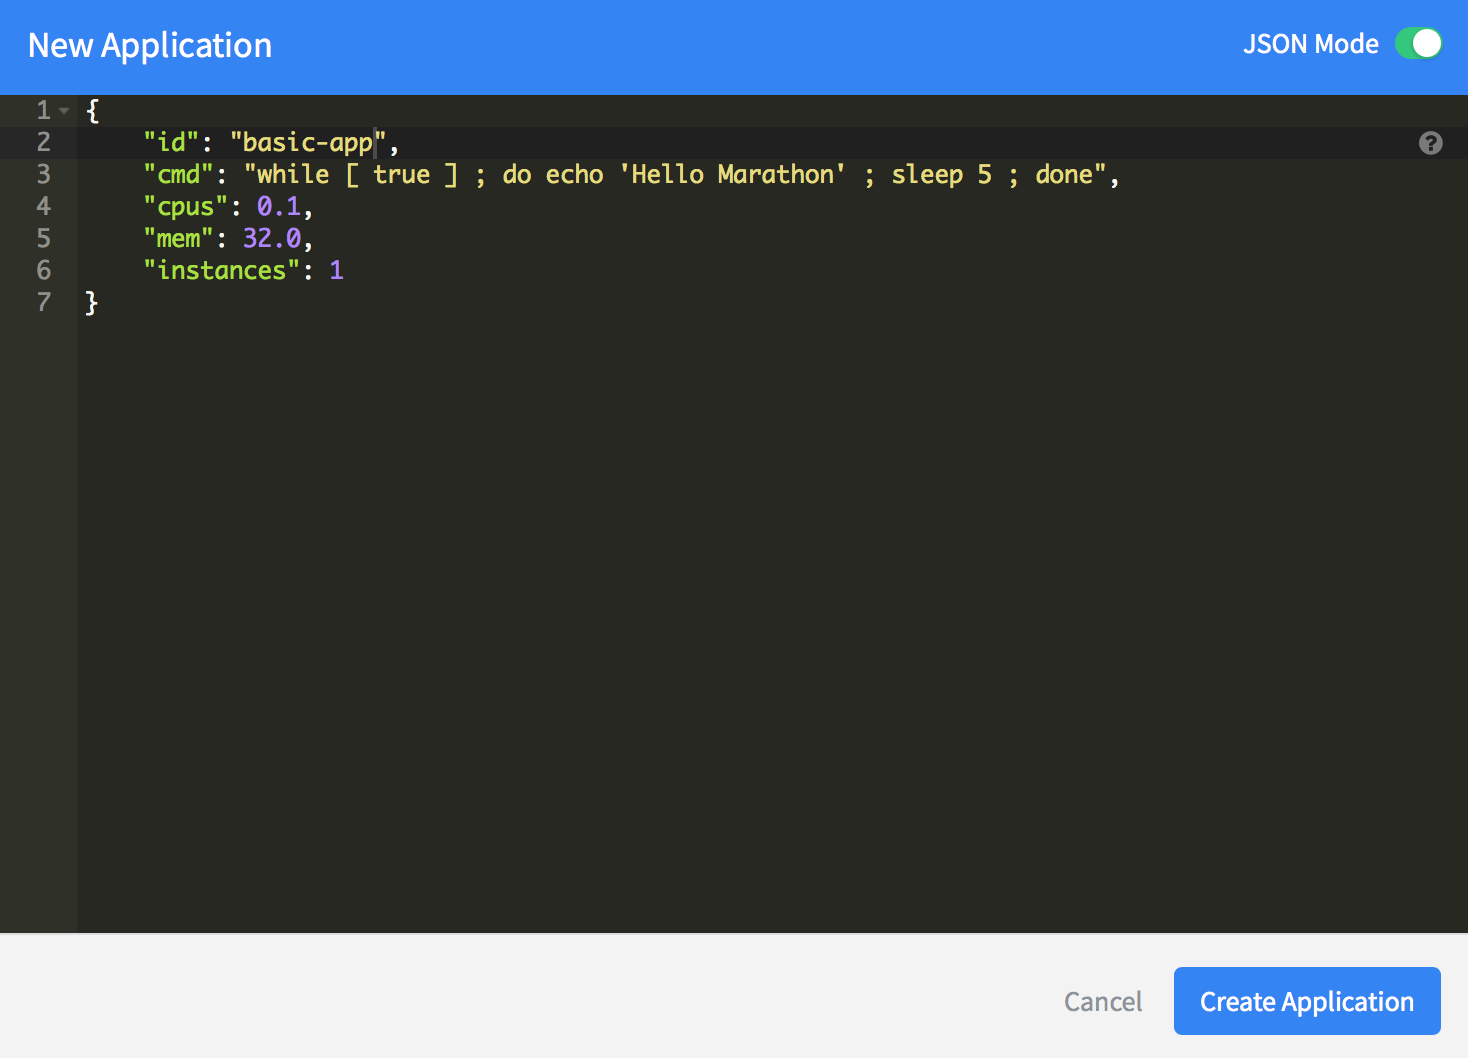 New Application
JSON Mode
1 {
2     "id": "basic-app",
?
3     "cmd": "while [ true ] ; do echo 'Hello Marathon' ; sleep 5 ; done",
4     "cpus": 0.1,
5     "mem": 32.0,
6     "instances": 1
7 }
Cancel
Create Application